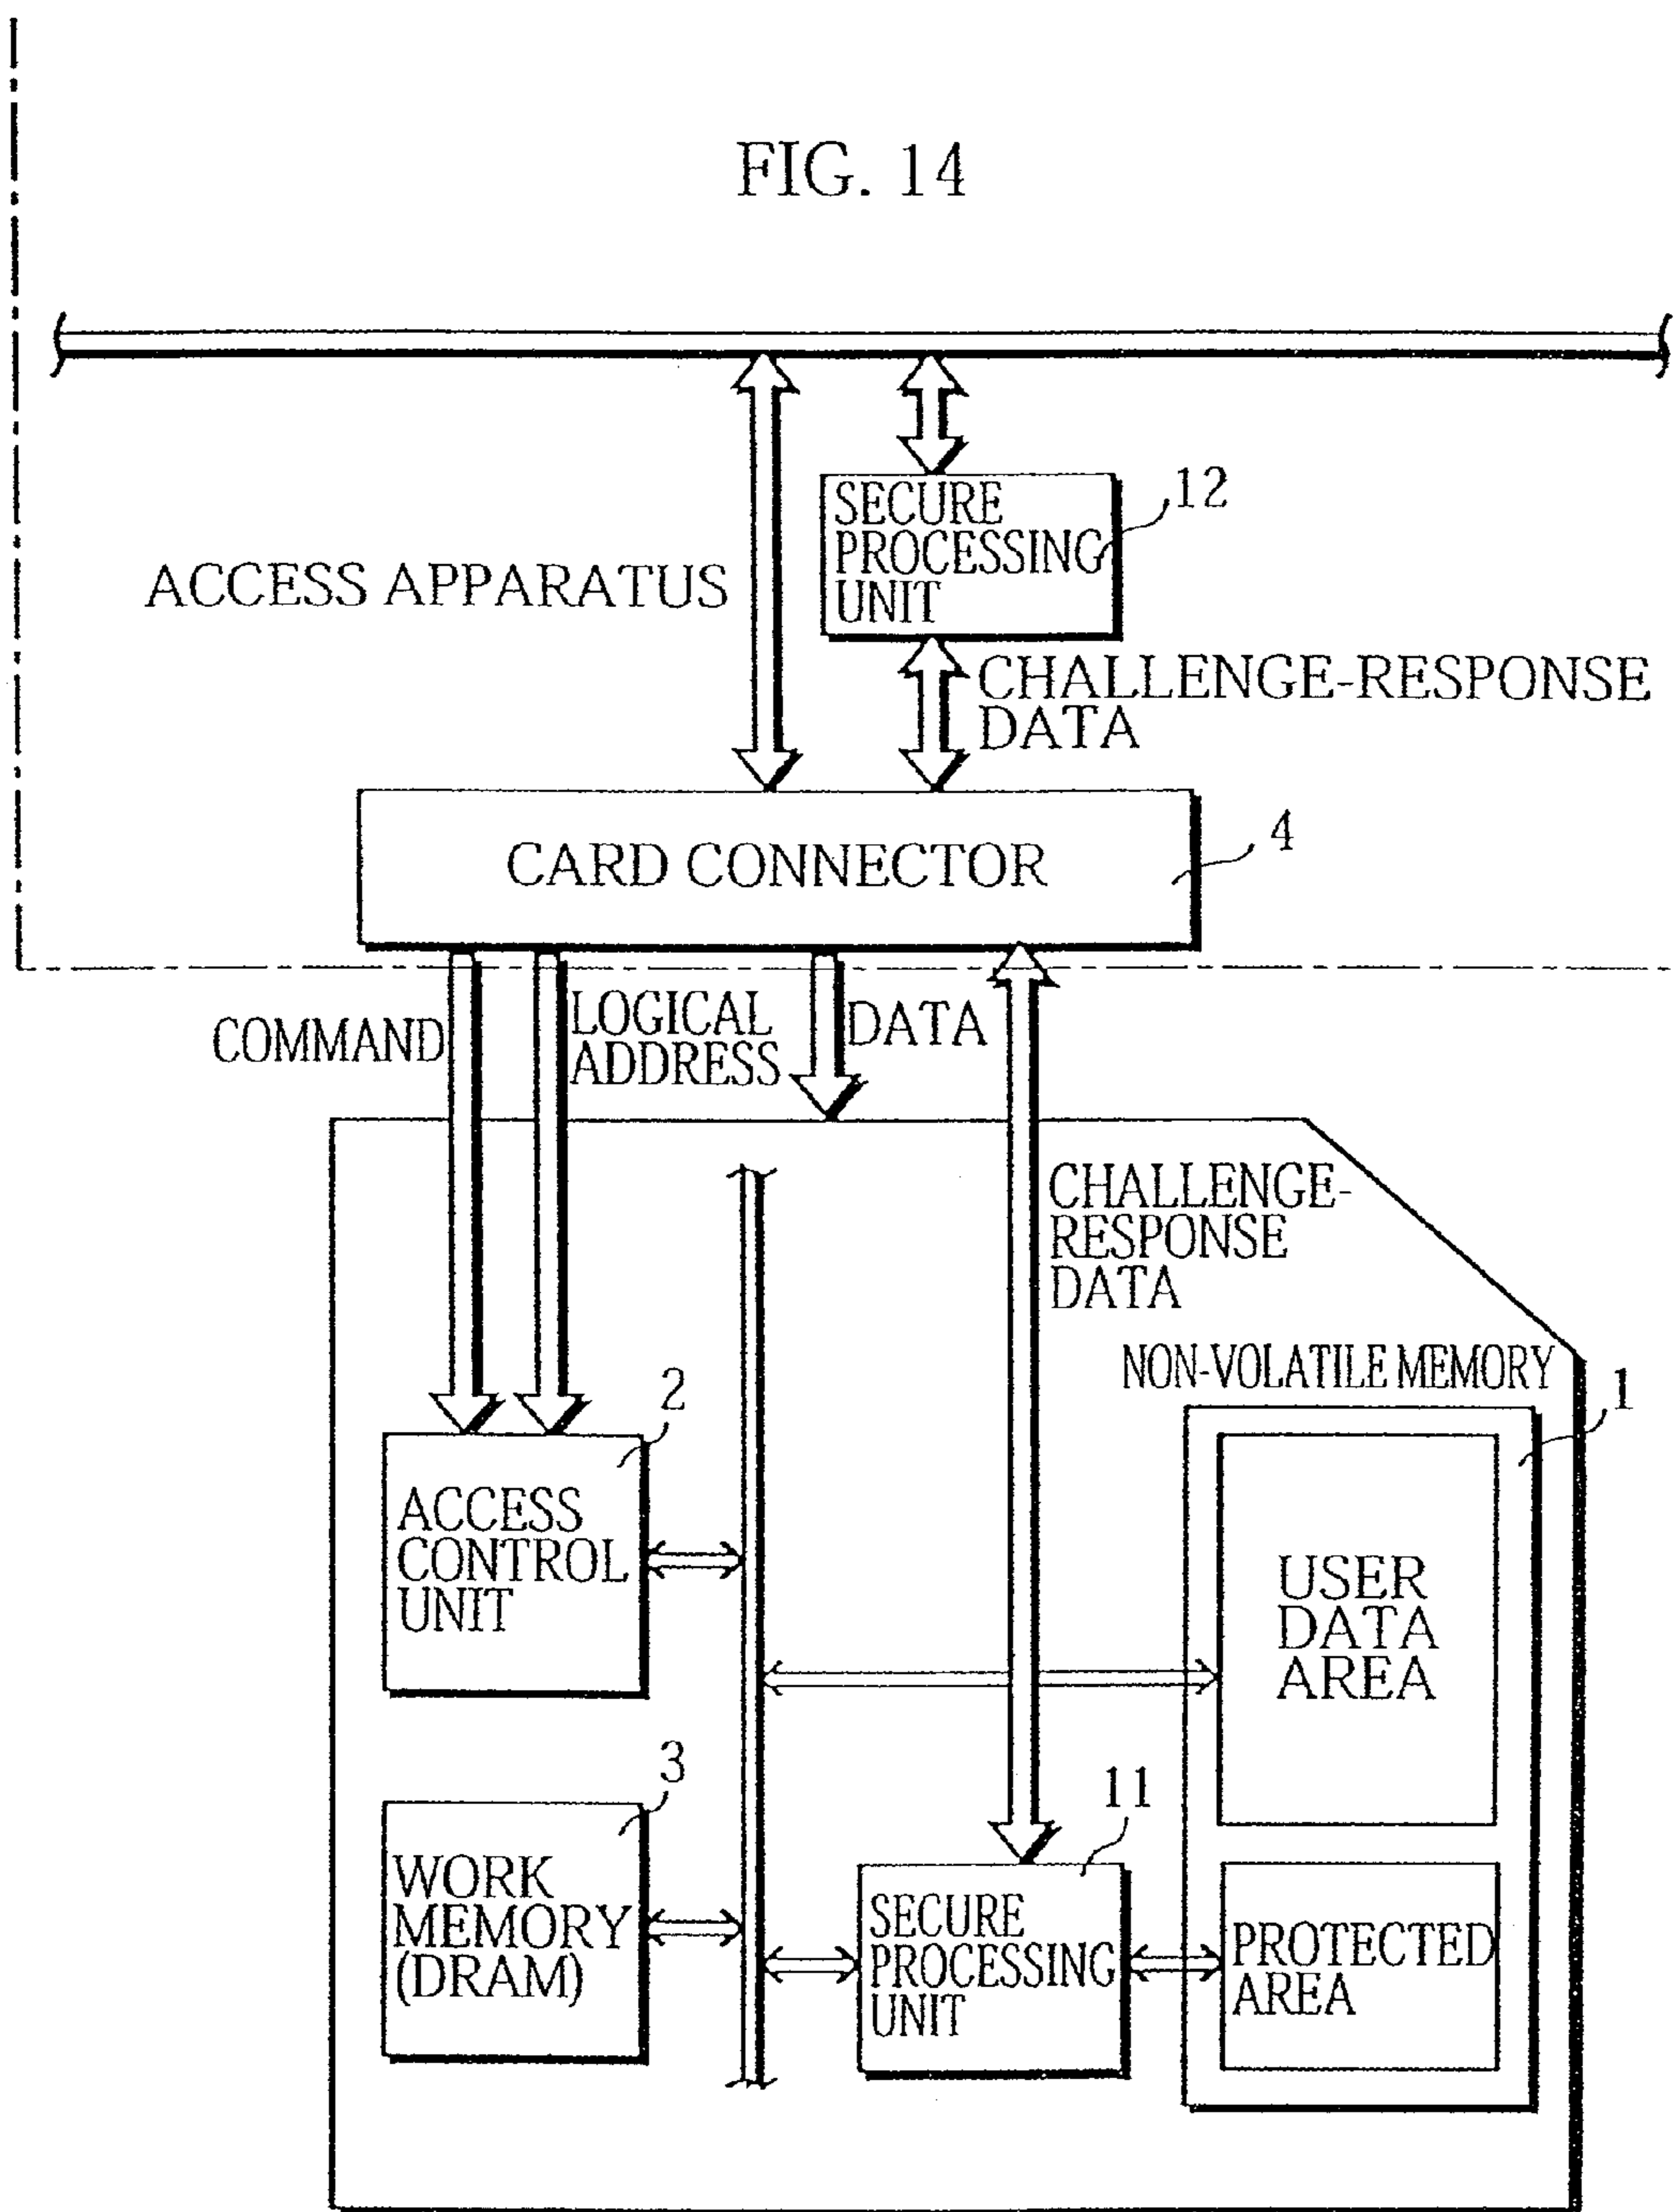 FIG. 14
SECURE
PROCESSING
UNIT
12
ACCESS APPARATUS
CHALLENGE-RESPONSE
DATA
CARD CONNECTOR
4
COMMAND
LOGICAL
ADDRESS
DATA
CHALLENGE-
RESPONSE
DATA
NON-VOLATILE MEMORY
1
2
ACCESS
CONTROL
UNIT
USER
DATA
AREA
3
WORK
MEMORY
(DRAM)
11
SECURE
PROCESSING
UNIT
PROTECTED
AREA